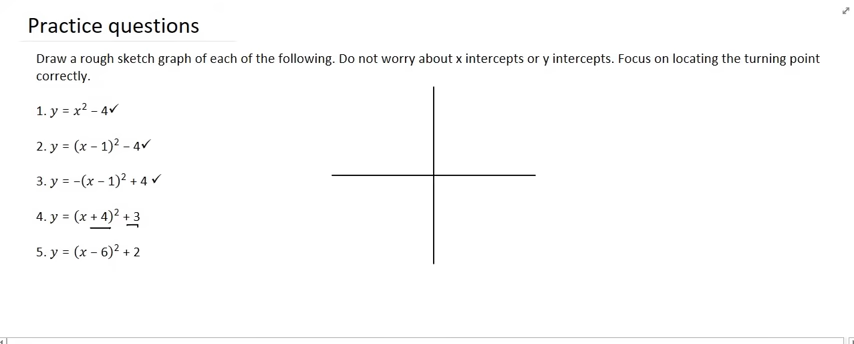 Practice questions
Draw a rough sketch graph of each of the following. Do not worry about x intercepts or y intercepts. Focus on locating the turning point
correctly.
1. y = x² – 4✓
2. y = (x – 1)² – 4✓
3. y = –(x – 1)² + 4 ✓
4. y = (x + 4)² + 3
5. y = (x – 6)² + 2